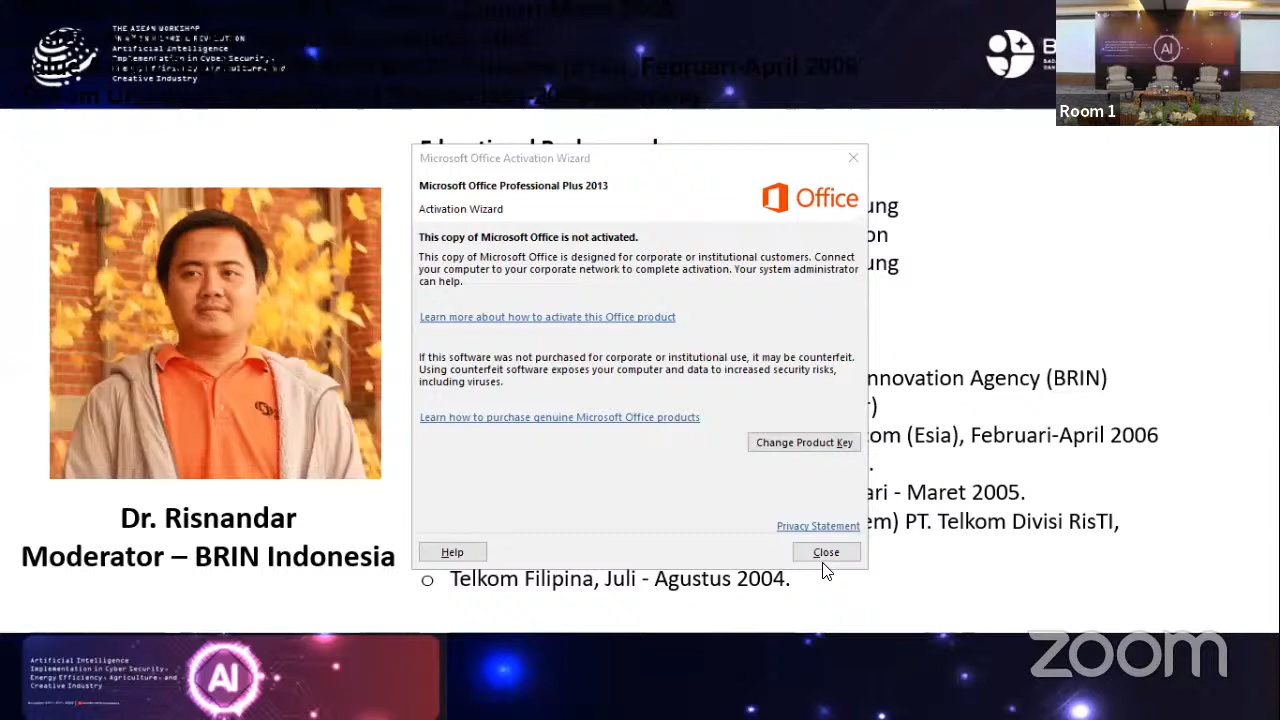 THE ASEAN WORKSHOP
Artificial Intelligence
Implementation in Cyber Security,
Creative Industry
Februari-April 2006
Room 1
AI
Microsoft Office Activation Wizard
Microsoft Office Professional Plus 2013
Activation Wizard
Office
This copy of Microsoft Office is not activated.
This copy of Microsoft Office is designed for corporate or institutional customers. Connect
your computer to your corporate network to complete activation. Your system administrator
can help.
Learn more about how to activate this Office product
If this software was not purchased for corporate or institutional use, it may be counterfeit.
Using counterfeit software exposes your computer and data to increased security risks,
including viruses.
Learn how to purchase genuine Microsoft Office products
Change Product Key
Privacy Statement
Help
Close
ung
on
ung
nnovation Agency (BRIN)
r)
om (Esia), Februari-April 2006
.
ari - Maret 2005.
em) PT. Telkom Divisi RisTI,
o Telkom Filipina, Juli - Agustus 2004.
Dr. Risnandar
Moderator – BRIN Indonesia
Artificial Intelligence
Implementation in Cyber Security,
Energy Efficiency, Agriculture, and
Creative Industry
AI
zoom